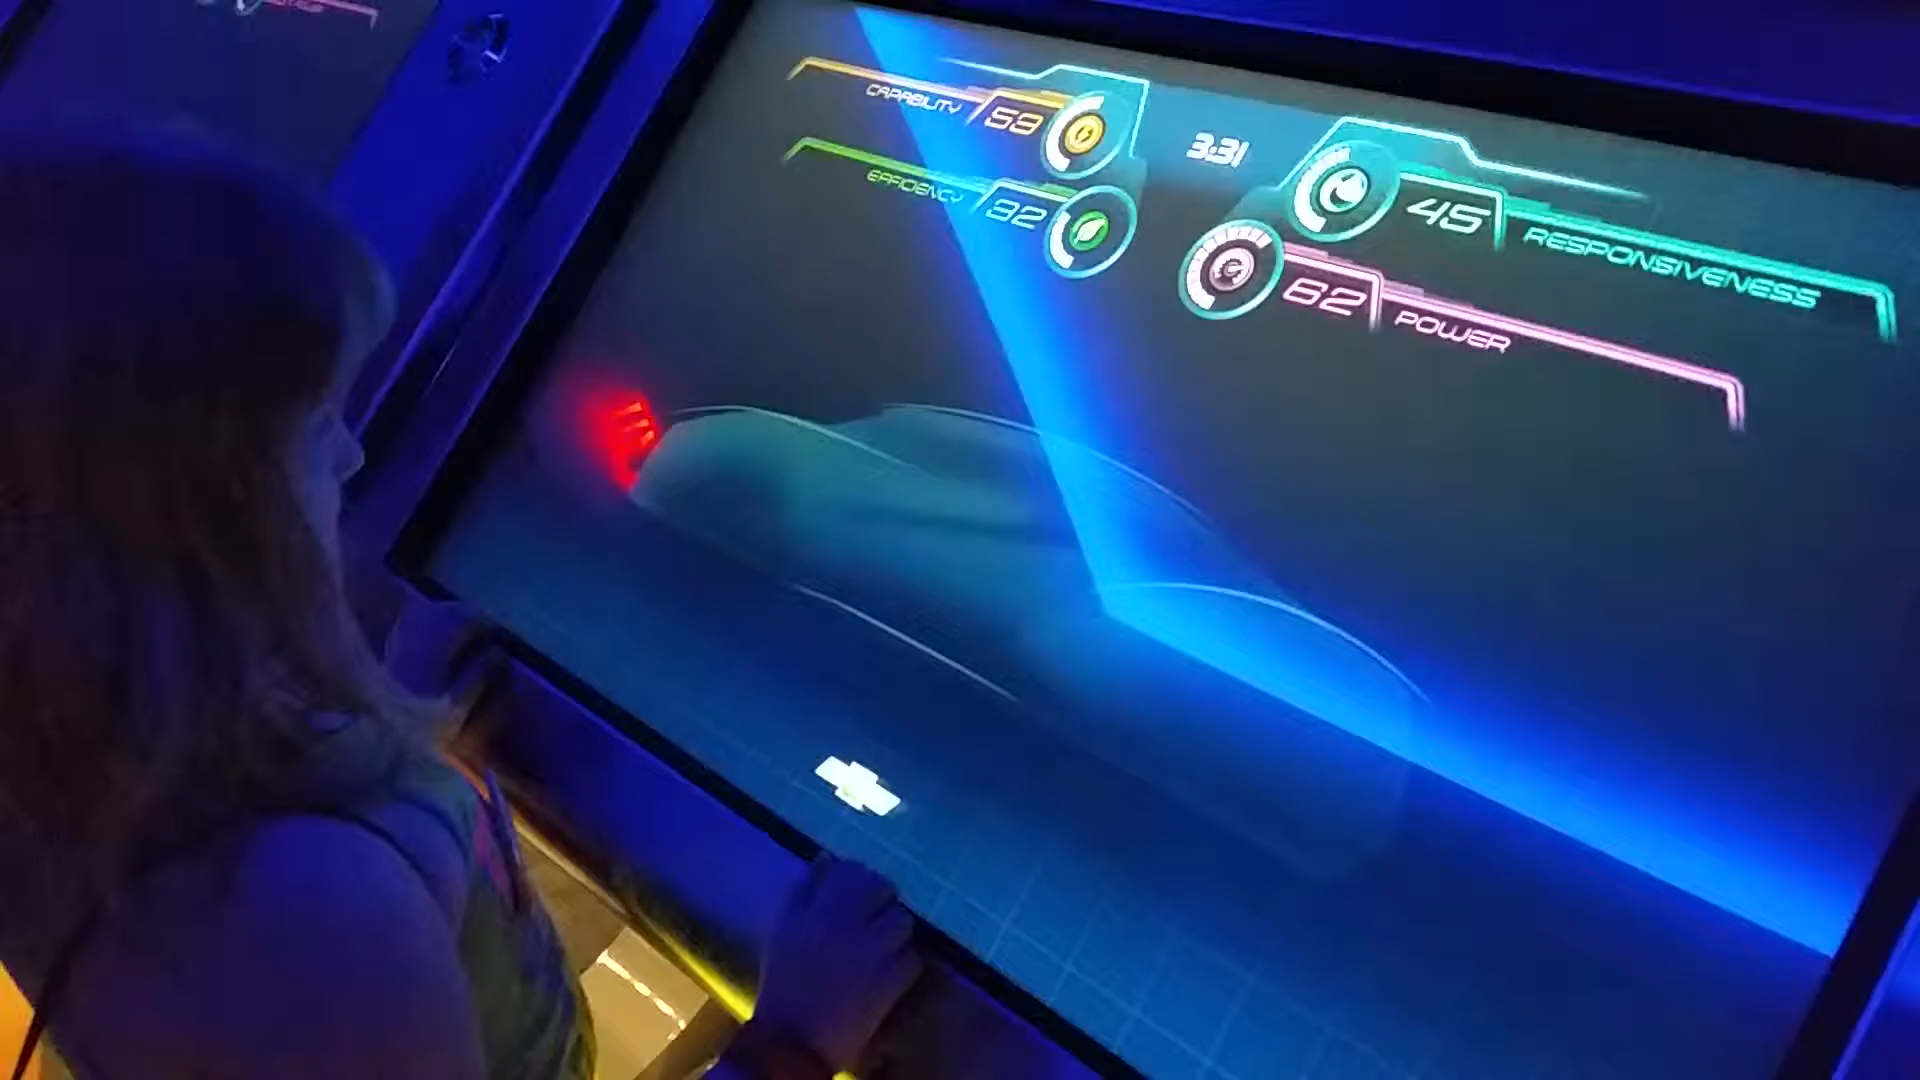 CAPABILITY 59
EFFICIENCY 32
3:31
45 RESPONSIVENESS
62 POWER